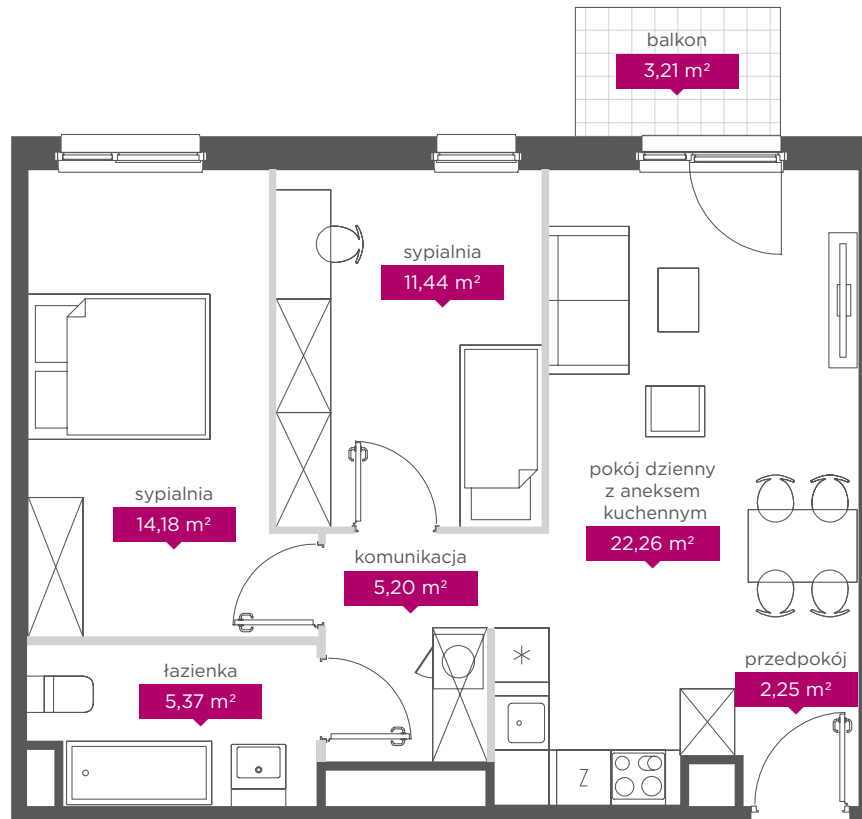 balkon
3,21 m²
sypialnia
11,44 m²
pokój dzienny
z aneksem
kuchennym
22,26 m²
sypialnia
14,18 m²
komunikacja
5,20 m²
łazienka
5,37 m²
przedpokój
2,25 m²
Z